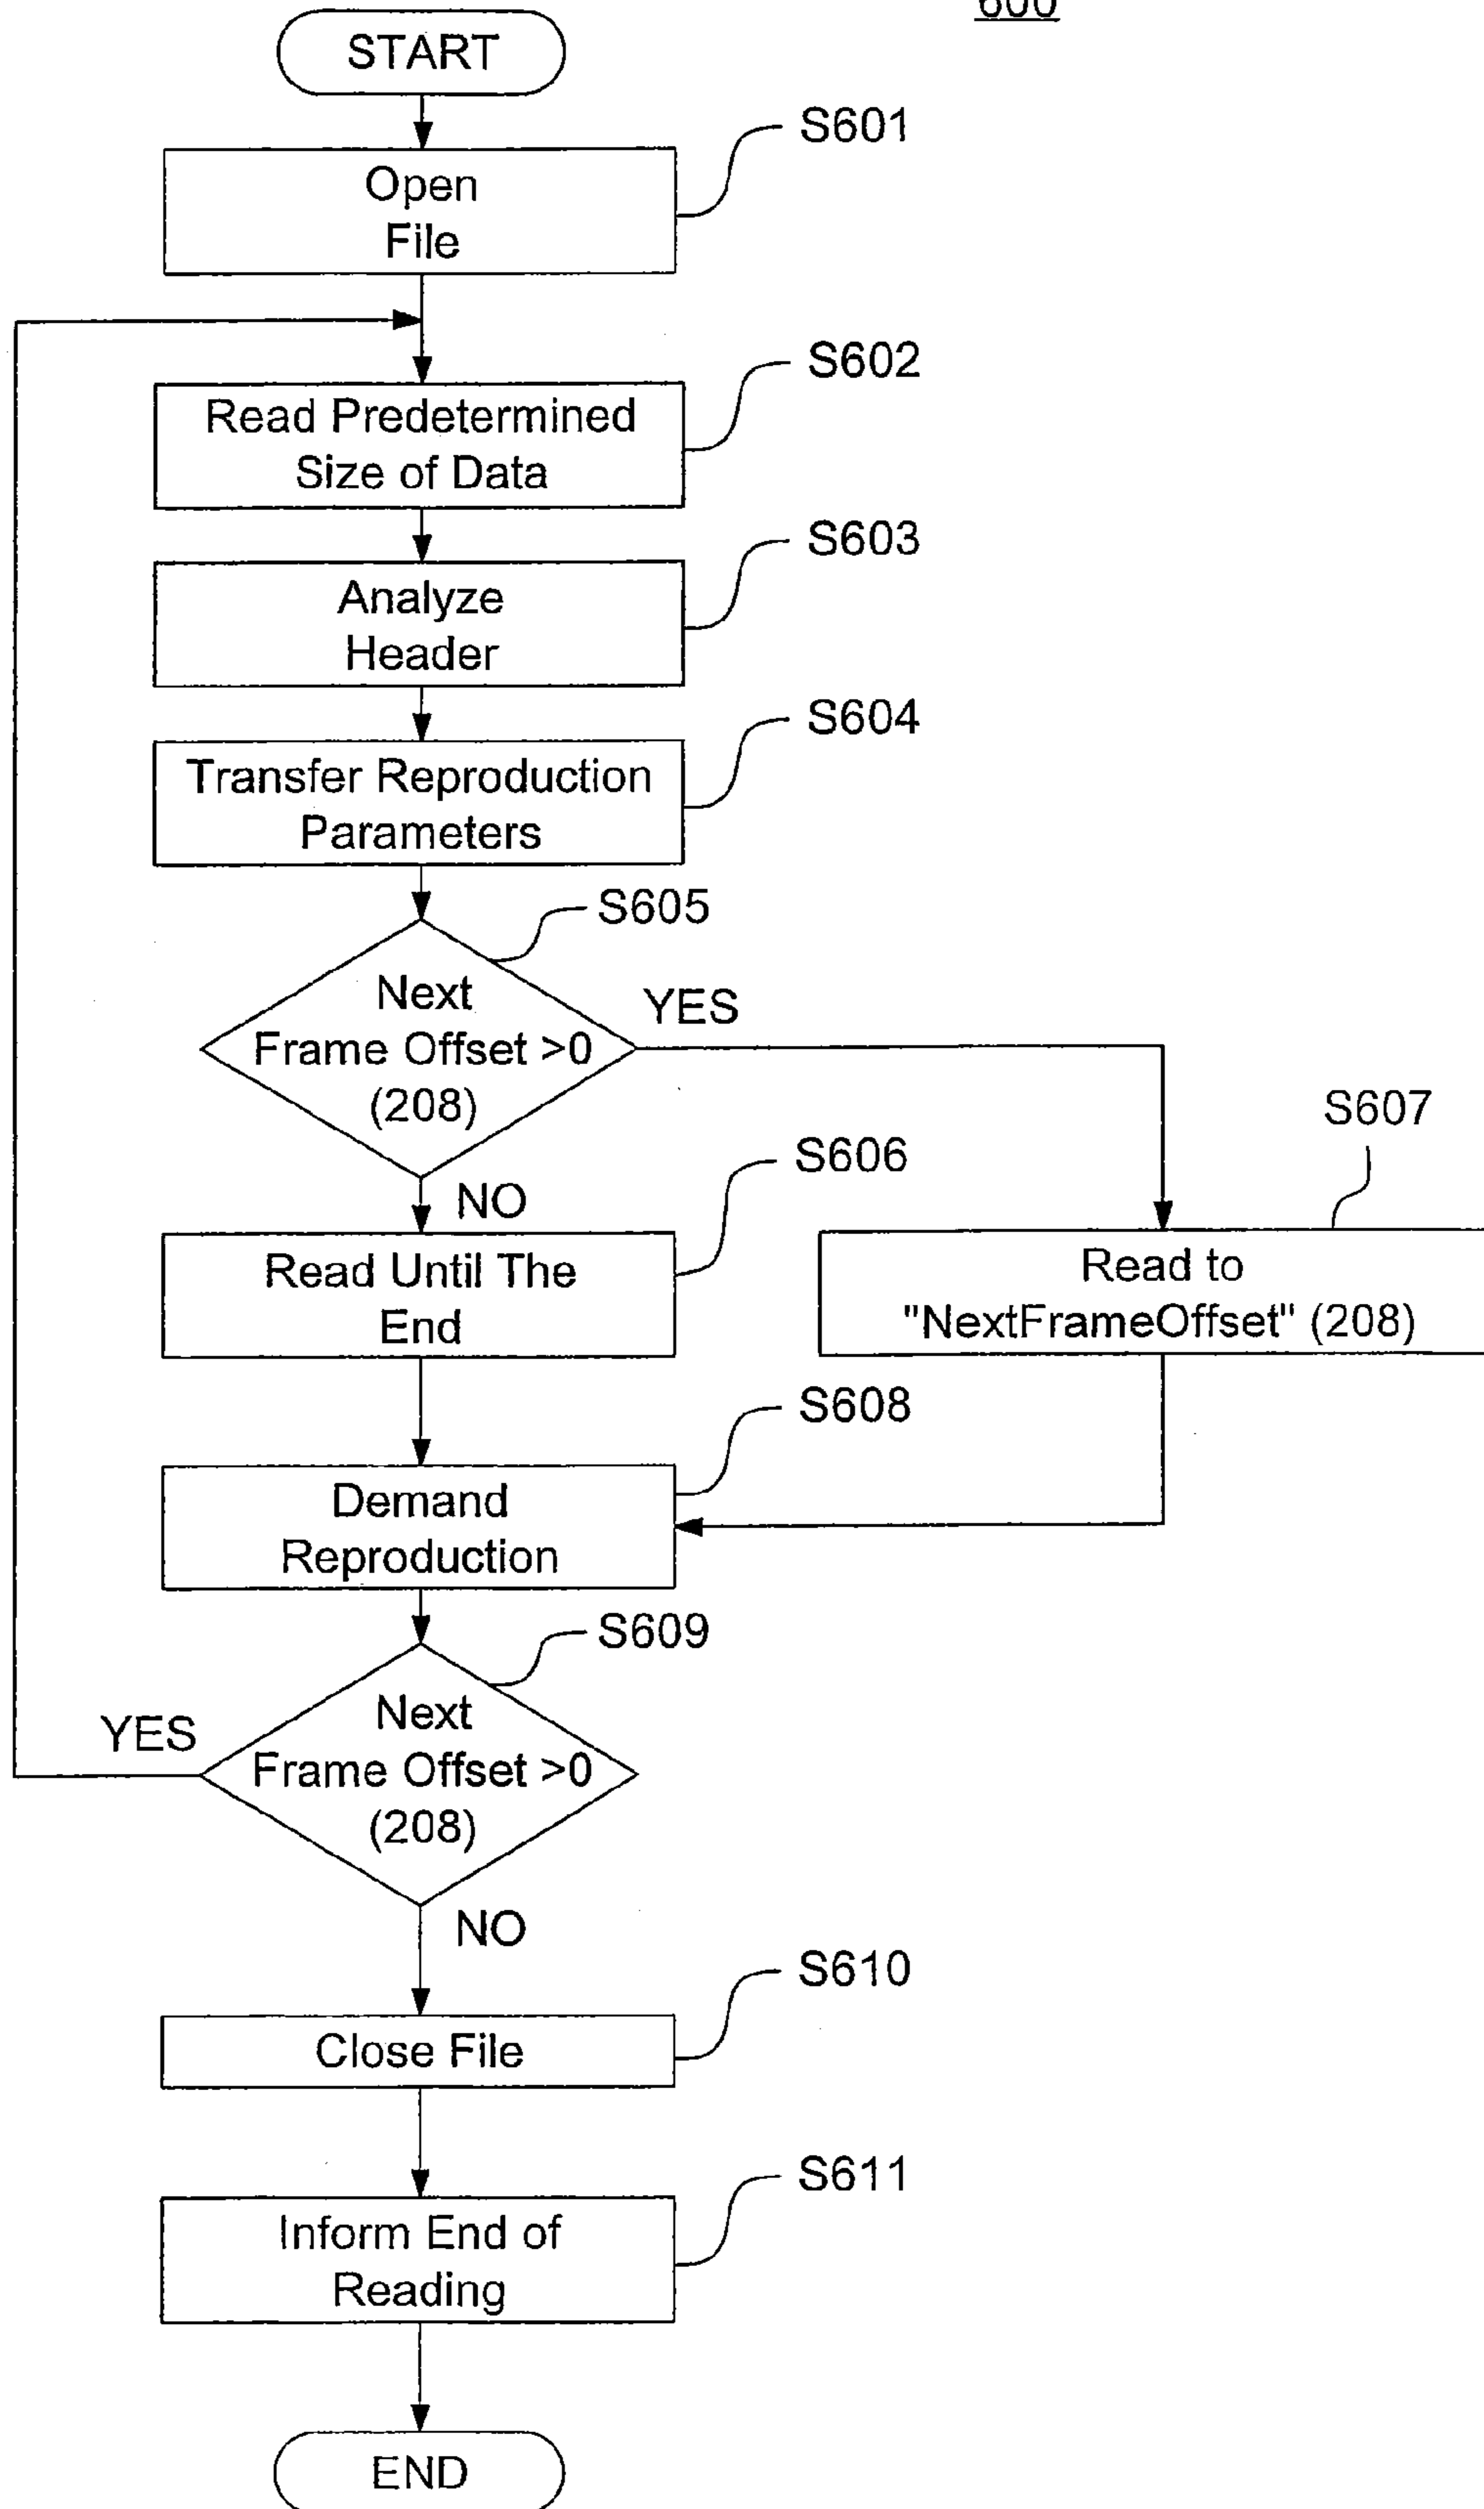 600
START
S601
Open
File
S602
Read Predetermined
Size of Data
S603
Analyze
Header
S604
Transfer Reproduction
Parameters
S605
Next
Frame Offset >0
(208)
YES
NO
S606
Read Until The
End
S607
Read to
"NextFrameOffset" (208)
S608
Demand
Reproduction
S609
Next
Frame Offset >0
(208)
YES
NO
S610
Close File
S611
Inform End of
Reading
END